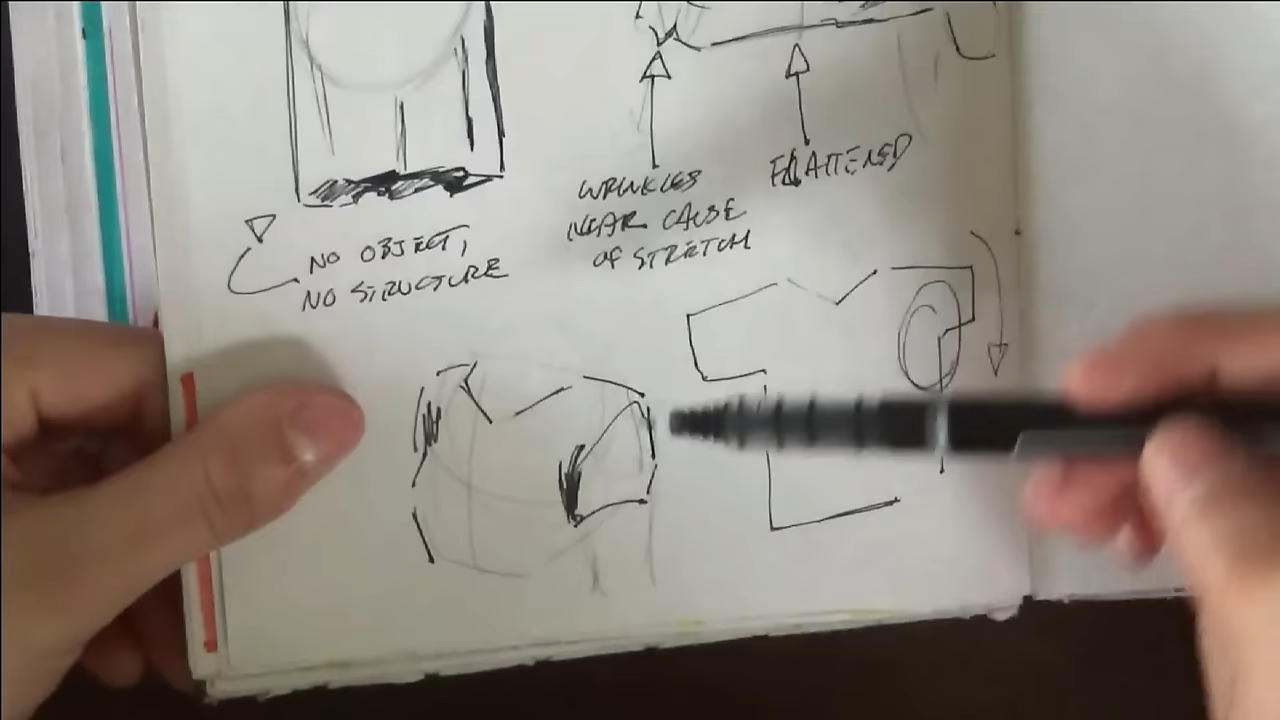 NO OBJECT,
NO STRUCTURE
WRINKLES
NEAR CAUSE
OF STRETCH
FLATTENED